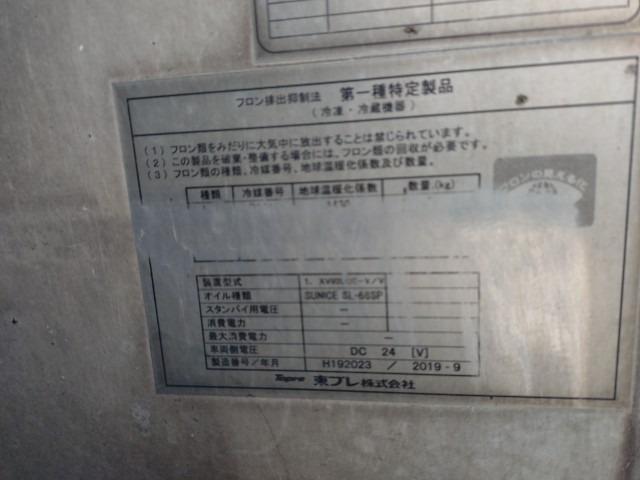 フロン排出抑制法 第一種特定製品
(冷凍・冷蔵機器)
(1) フロン類をみだりに大気中に放出することは禁じられています。
(2) この製品を破棄・整備する場合には、フロン類の回収が必要です。
(3) フロン類の種類、冷媒番号、地球温暖化係数及び数量。
フロンの見える化
種類 冷媒番号 地球温暖化係数 数量.(kg)
装置型式 1.
オイル種類 SUNICE SL-68SP
スタンバイ用電圧 －
消費電力 －
最大消費電力 －
車両側電圧 DC 24 [V]
製造番号／年月 H192023 ／ 2019 - 9
Topre 東プレ株式会社